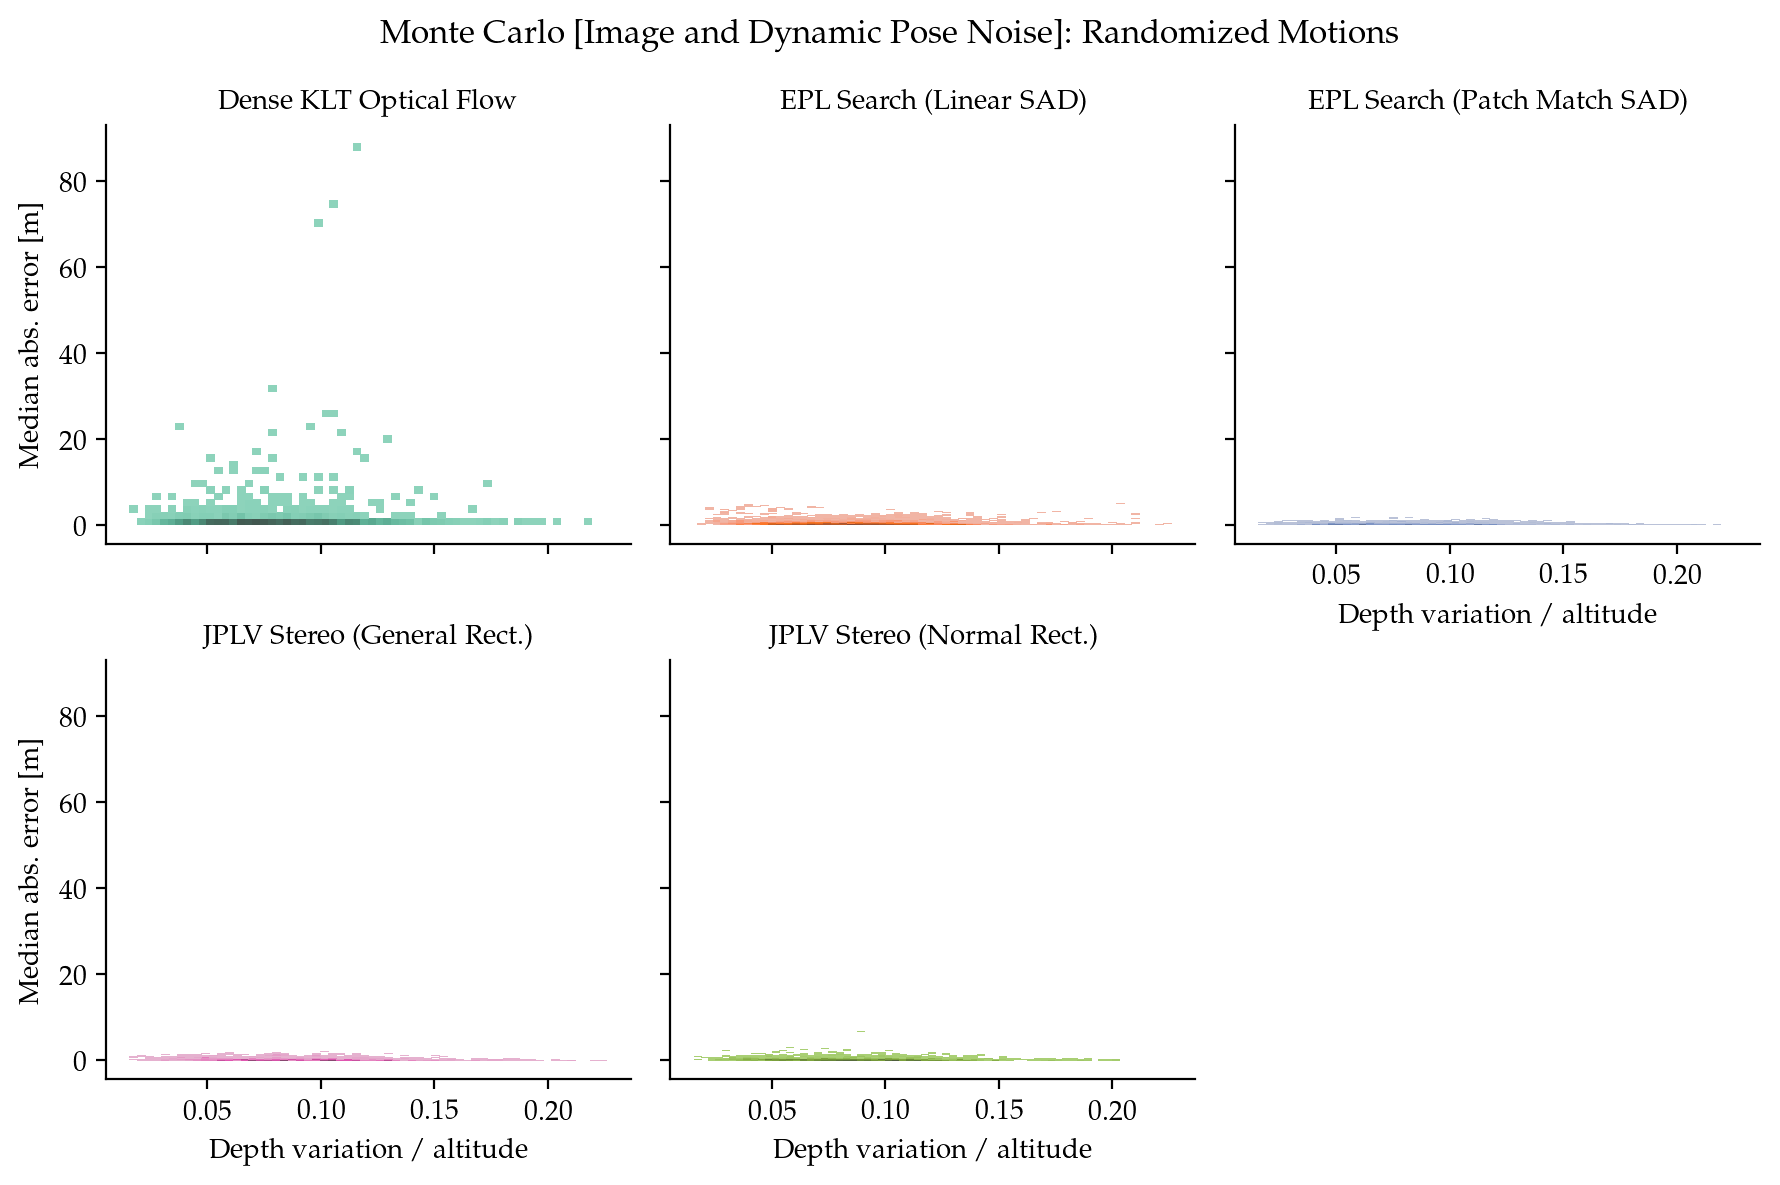 Monte Carlo [Image and Dynamic Pose Noise]: Randomized Motions
Dense KLT Optical Flow
EPL Search (Linear SAD)
EPL Search (Patch Match SAD)
Median abs. error [m]
80
60
40
20
0
0.05 0.10 0.15 0.20
Depth variation / altitude
JPLV Stereo (General Rect.)
JPLV Stereo (Normal Rect.)
Median abs. error [m]
80
60
40
20
0
0.05 0.10 0.15 0.20
Depth variation / altitude
0.05 0.10 0.15 0.20
Depth variation / altitude